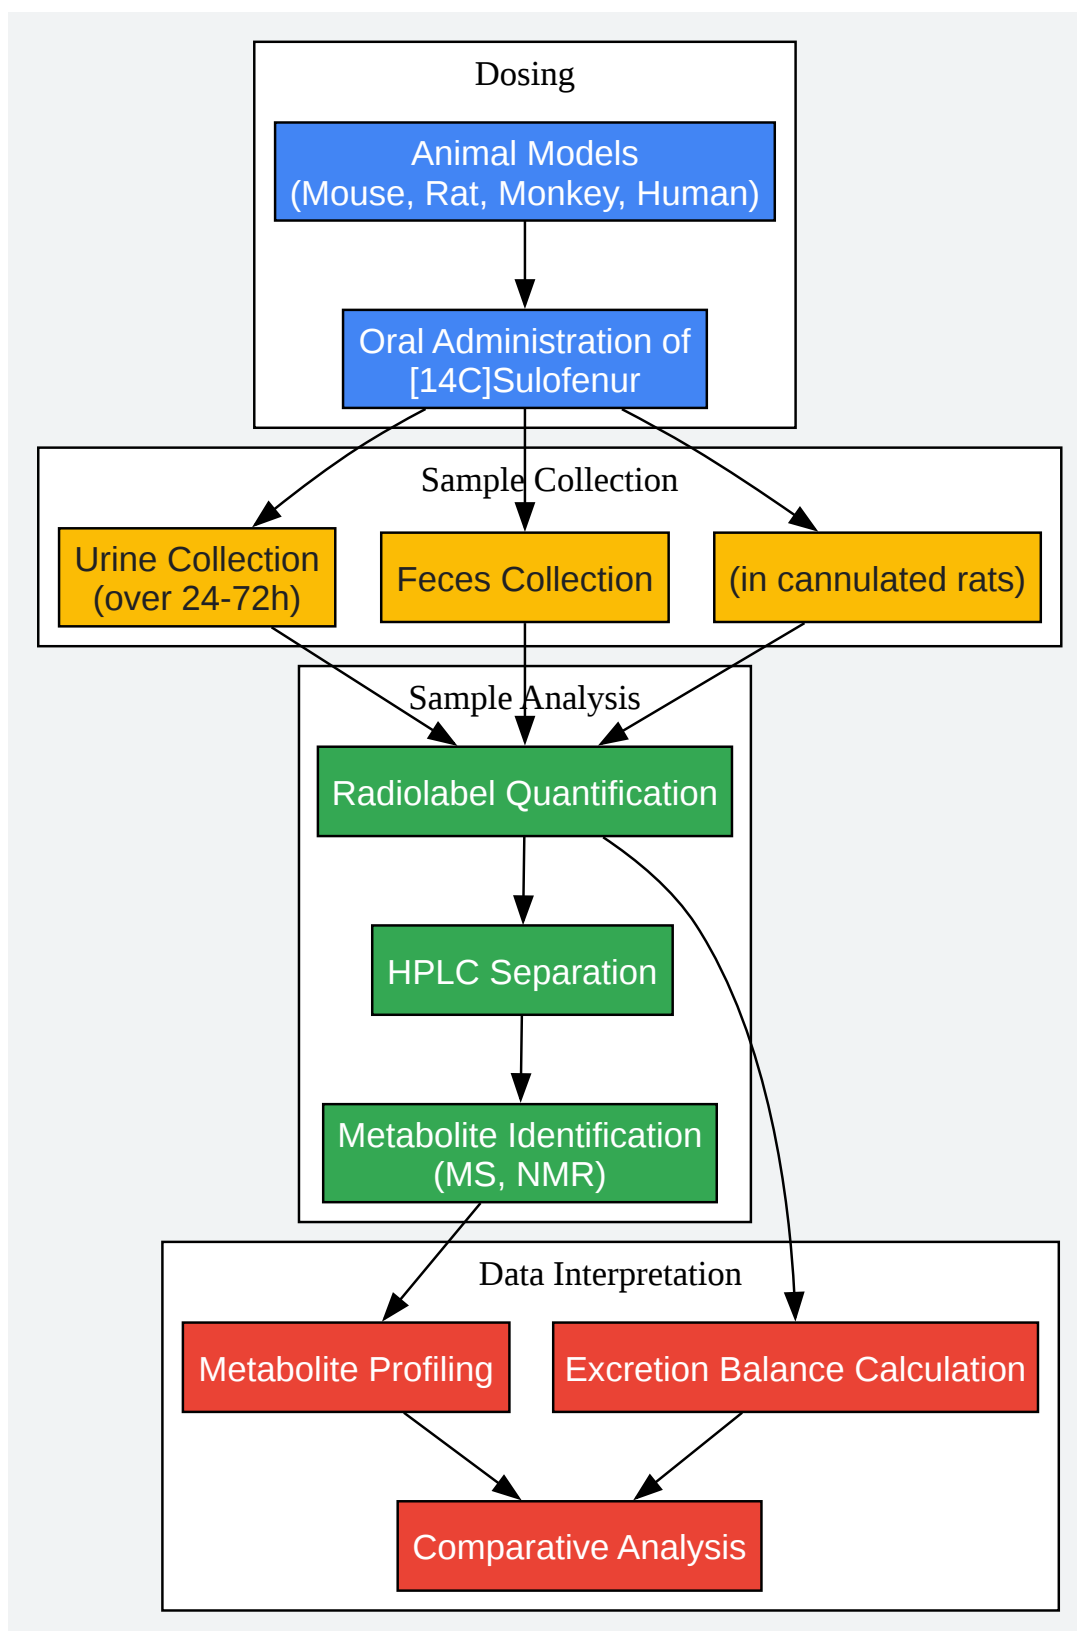 Dosing
Animal Models
(Mouse, Rat, Monkey, Human)
Oral Administration of
[14C]Sulofenur
Sample Collection
Urine Collection
(over 24-72h)
Feces Collection
(in cannulated rats)
Sample Analysis
Radiolabel Quantification
HPLC Separation
Metabolite Identification
(MS, NMR)
Data Interpretation
Metabolite Profiling
Excretion Balance Calculation
Comparative Analysis